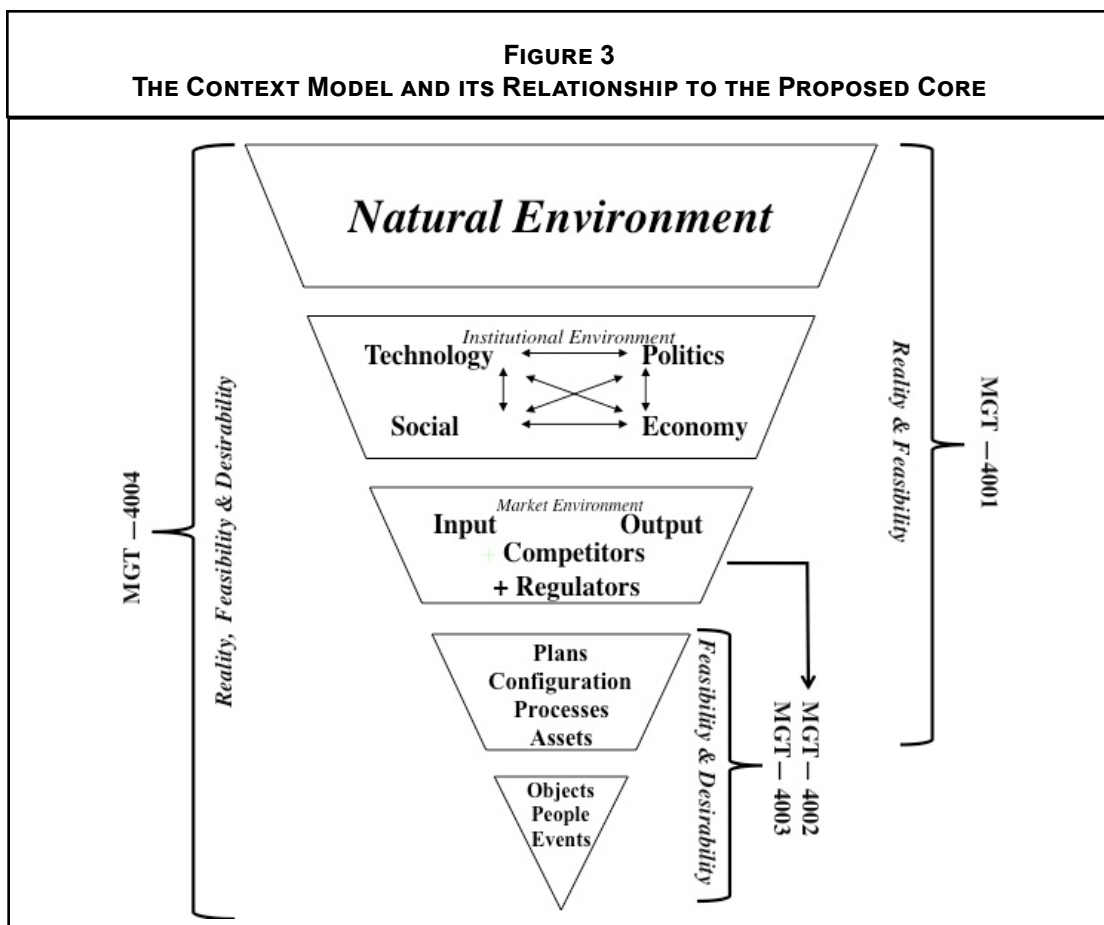 FIGURE 3
THE CONTEXT MODEL AND ITS RELATIONSHIP TO THE PROPOSED CORE
Natural Environment
Institutional Environment
Technology Politics
Social Economy
Market Environment
Input Output
+ Competitors
+ Regulators
Plans
Configuration
Processes
Assets
Objects
People
Events
MGT —4004
Reality, Feasibility & Desirability
Reality & Feasibility
MGT —4001
Feasibility & Desirability
MGT — 4002
MGT — 4003